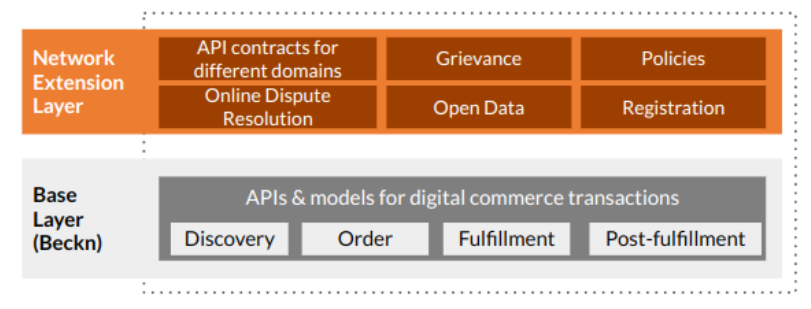 Network
Extension
Layer
API contracts for
different domains
Grievance
Policies
Online Dispute
Resolution
Open Data
Registration
Base
Layer
(Beckn)
APIs & models for digital commerce transactions
Discovery
Order
Fulfillment
Post-fulfillment